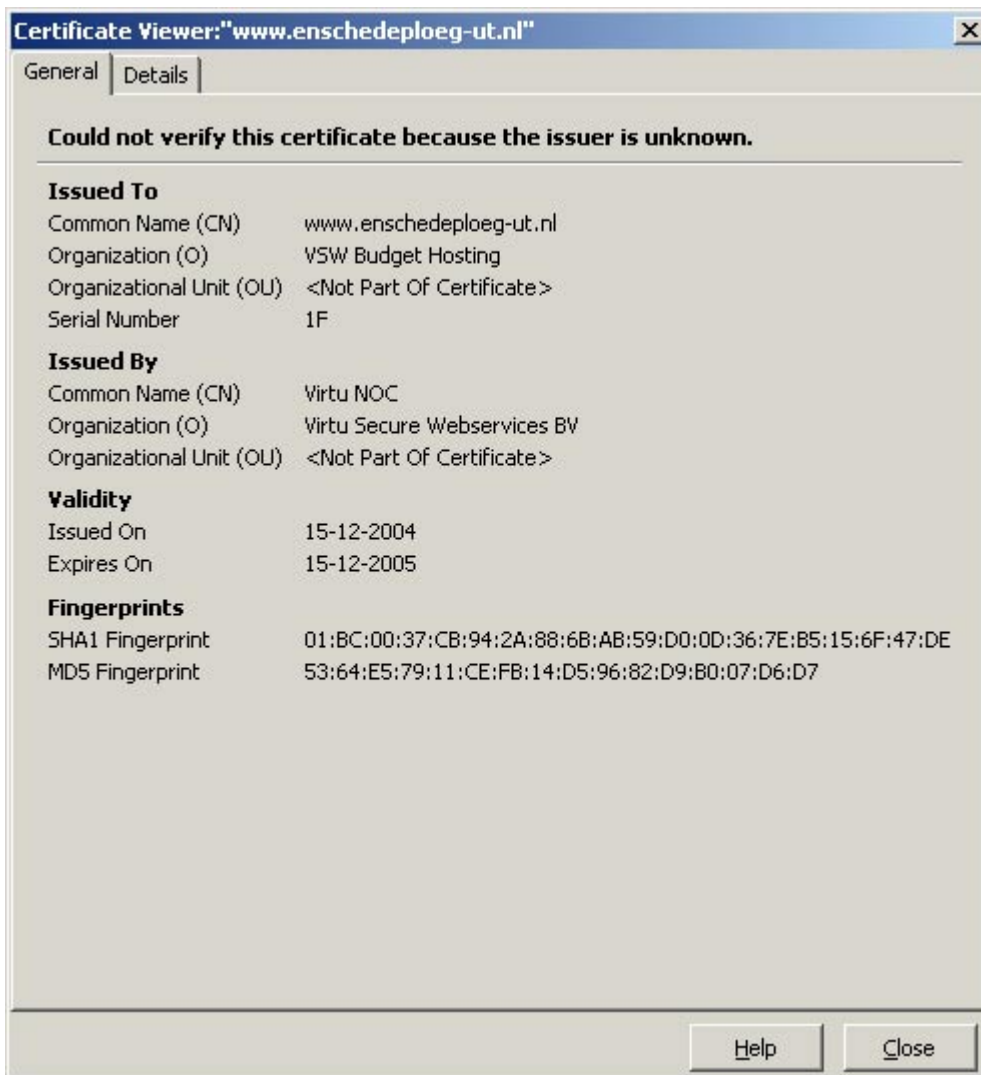 Certificate Viewer:"www.enschedeploeg-ut.nl"
General Details
Could not verify this certificate because the issuer is unknown.
Issued To
Common Name (CN) www.enschedeploeg-ut.nl
Organization (O) VSW Budget Hosting
Organizational Unit (OU) <Not Part Of Certificate>
Serial Number 1F
Issued By
Common Name (CN) Virtu NOC
Organization (O) Virtu Secure Webservices BV
Organizational Unit (OU) <Not Part Of Certificate>
Validity
Issued On 15-12-2004
Expires On 15-12-2005
Fingerprints
SHA1 Fingerprint 01:BC:00:37:CB:94:2A:88:6B:AB:59:D0:0D:36:7E:B5:15:6F:47:DE
MD5 Fingerprint 53:64:E5:79:11:CE:FB:14:D5:96:82:D9:B0:07:D6:D7
Help Close